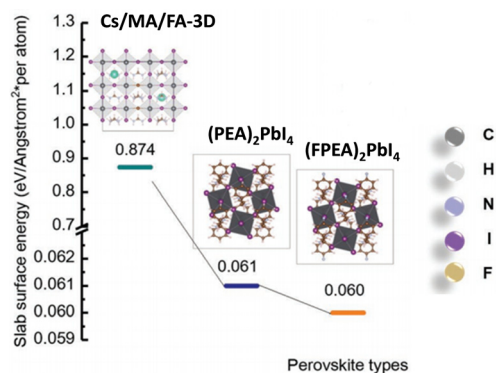 Cs/MA/FA-3D
(PEA)₂PbI₄
(FPEA)₂PbI₄
Slab surface energy (eV/Angstrom²*per atom)
1.3
1.2
1.1
1.0
0.9
0.8
0.7
0.062
0.061
0.060
0.059
0.874
0.061
0.060
Perovskite types
C
H
N
I
F